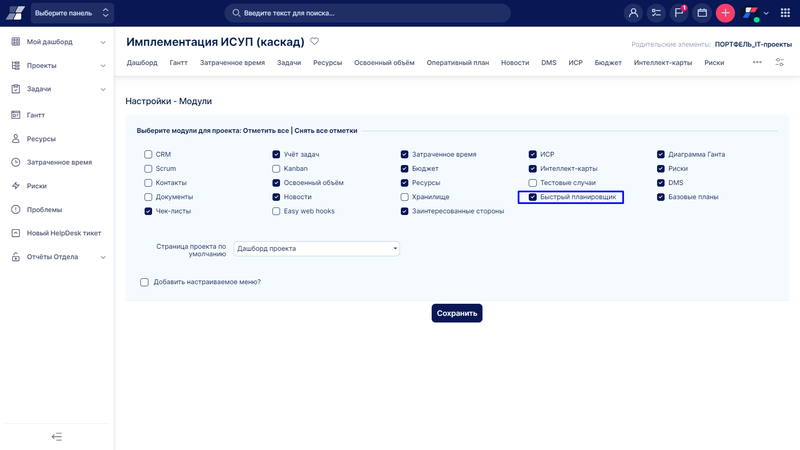 Выберите панель
Введите текст для поиска...
1
Мой дашборд
Проекты
Задачи
Гантт
Ресурсы
Затраченное время
Риски
Проблемы
Новый HelpDesk тикет
Отчёты Отдела
Имплементация ИСУП (каскад)
Родительские элементы: ПОРТФЕЛЬ_IT-проекты
Дашборд Гантт Затраченное время Задачи Ресурсы Освоенный объём Оперативный план Новости DMS ИСР Бюджет Интеллект-карты Риски
Настройки - Модули
Выберите модули для проекта: Отметить все | Снять все отметки
CRM Учёт задач Затраченное время ИСР Диаграмма Ганта
Scrum Kanban Бюджет Интеллект-карты Риски
Контакты Освоенный объём Ресурсы Тестовые случаи DMS
Документы Новости Хранилище Быстрый планировщик Базовые планы
Чек-листы Easy web hooks Заинтересованные стороны
Страница проекта по
умолчанию
Дашборд проекта
Добавить настраиваемое меню?
Сохранить